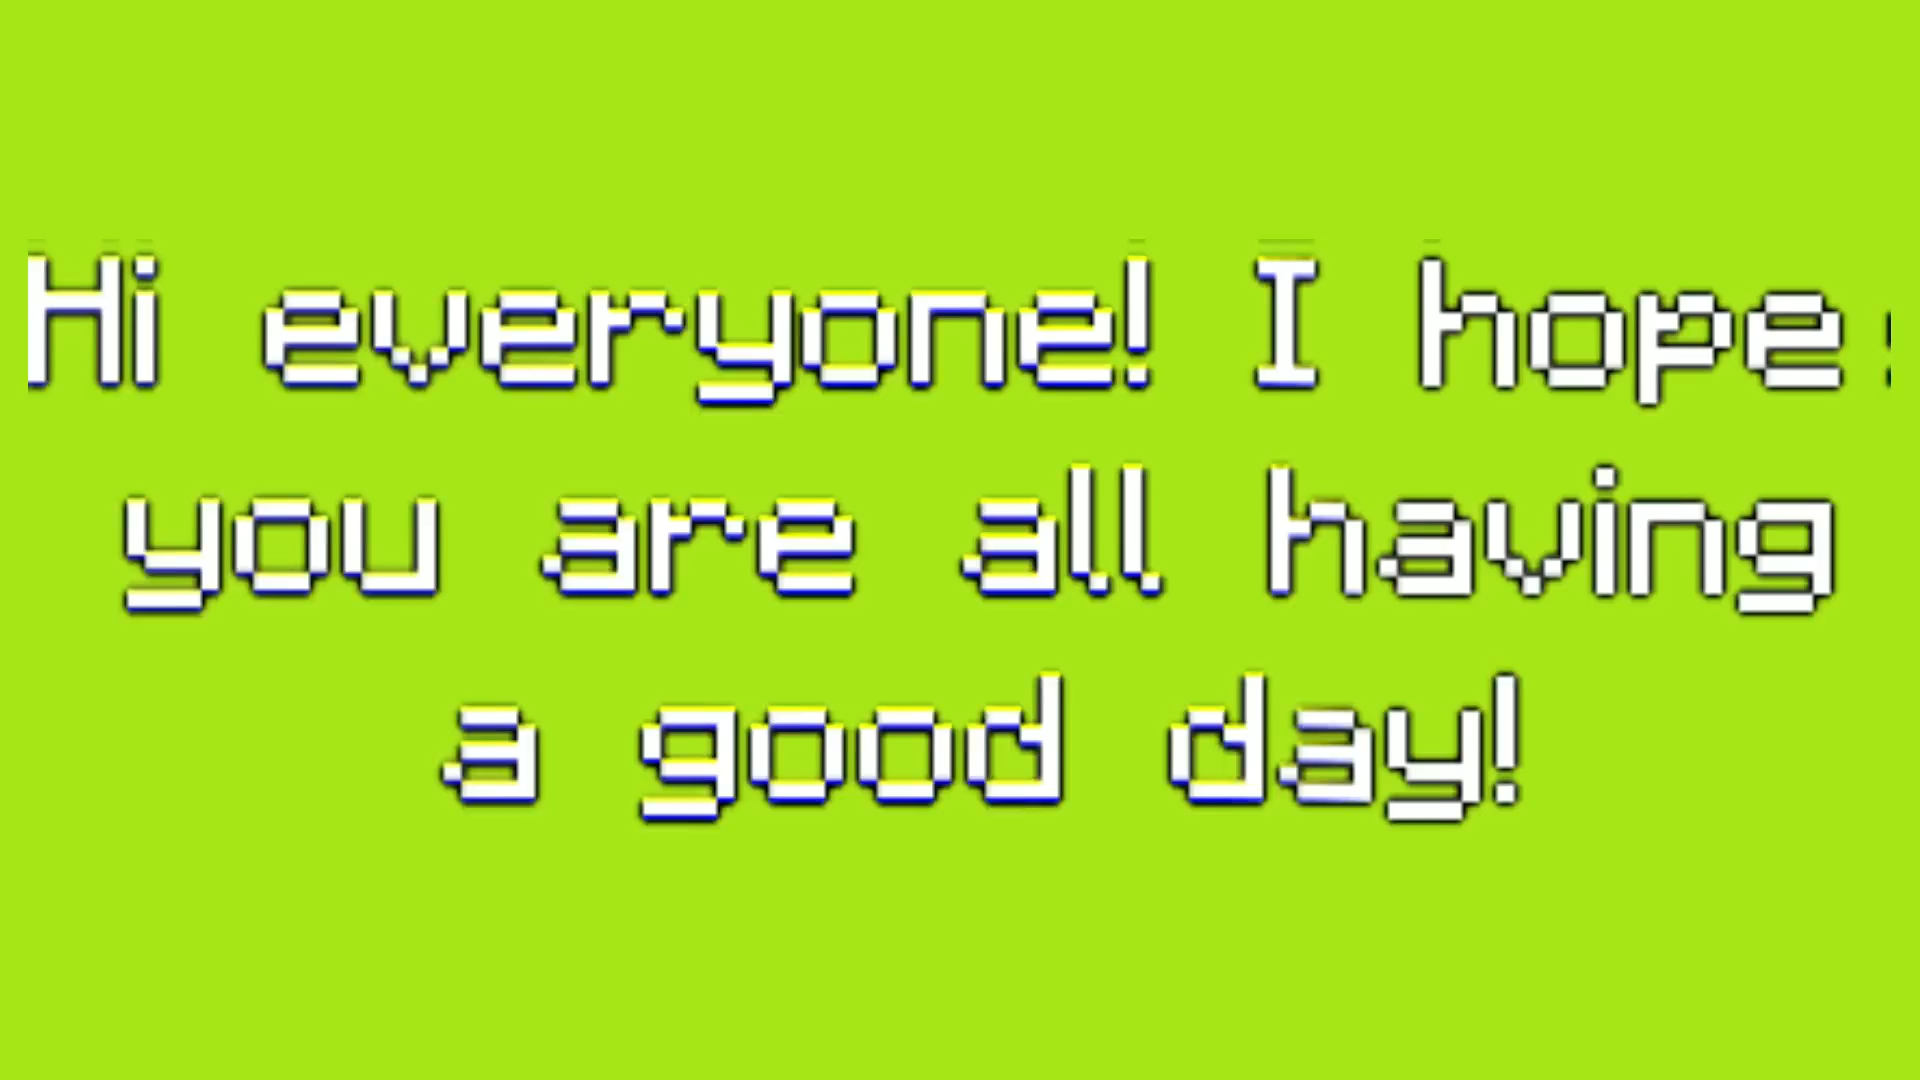 Hi everyone! I hope
you are all having
a good day!